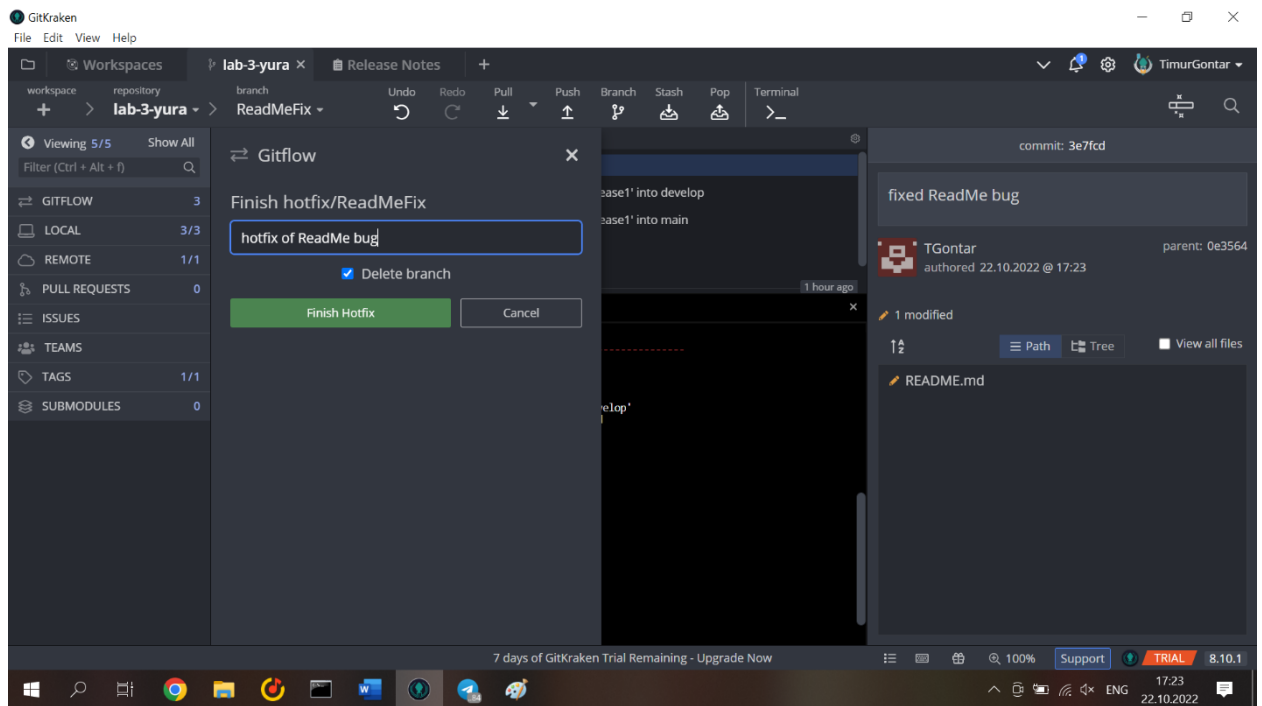 GitKraken
File Edit View Help
Workspaces
lab-3-yura
Release Notes
TimurGontar
workspace
repository
lab-3-yura
branch
ReadMeFix
Undo
Redo
Pull
Push
Branch
Stash
Pop
Terminal
Viewing 5/5 Show All
Filter (Ctrl + Alt + f)
GITFLOW 3
LOCAL 3/3
REMOTE 1/1
PULL REQUESTS 0
ISSUES
TEAMS
TAGS 1/1
SUBMODULES 0
Gitflow
Finish hotfix/ReadMeFix
hotfix of ReadMe bug
Delete branch
Finish Hotfix
Cancel
ease1' into develop
ease1' into main
1 hour ago
elop'
commit: 3e7fcd
fixed ReadMe bug
TGontar
authored 22.10.2022 @ 17:23
parent: 0e3564
1 modified
Path
Tree
View all files
README.md
7 days of GitKraken Trial Remaining - Upgrade Now
100%
Support
TRIAL
8.10.1
ENG
17:23
22.10.2022